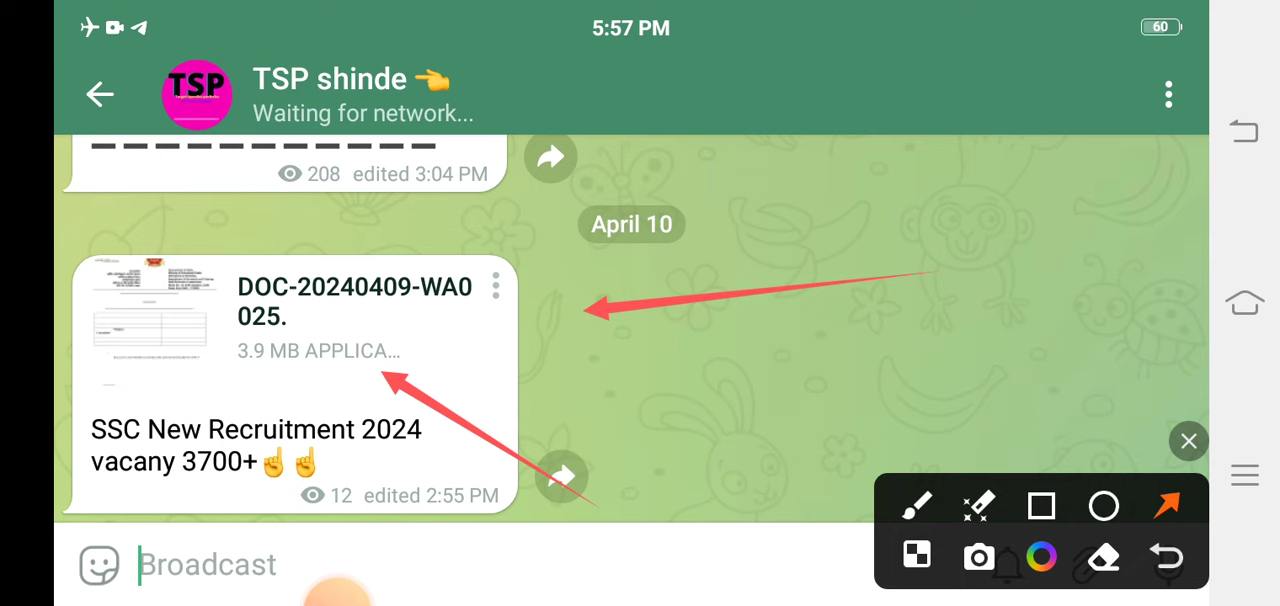 5:57 PM
60
TSP
TSP shinde 👈
Waiting for network...
208 edited 3:04 PM
April 10
DOC-20240409-WA0
025.
3.9 MB APPLICA...
SSC New Recruitment 2024
vacany 3700+☝️☝️
12 edited 2:55 PM
Broadcast